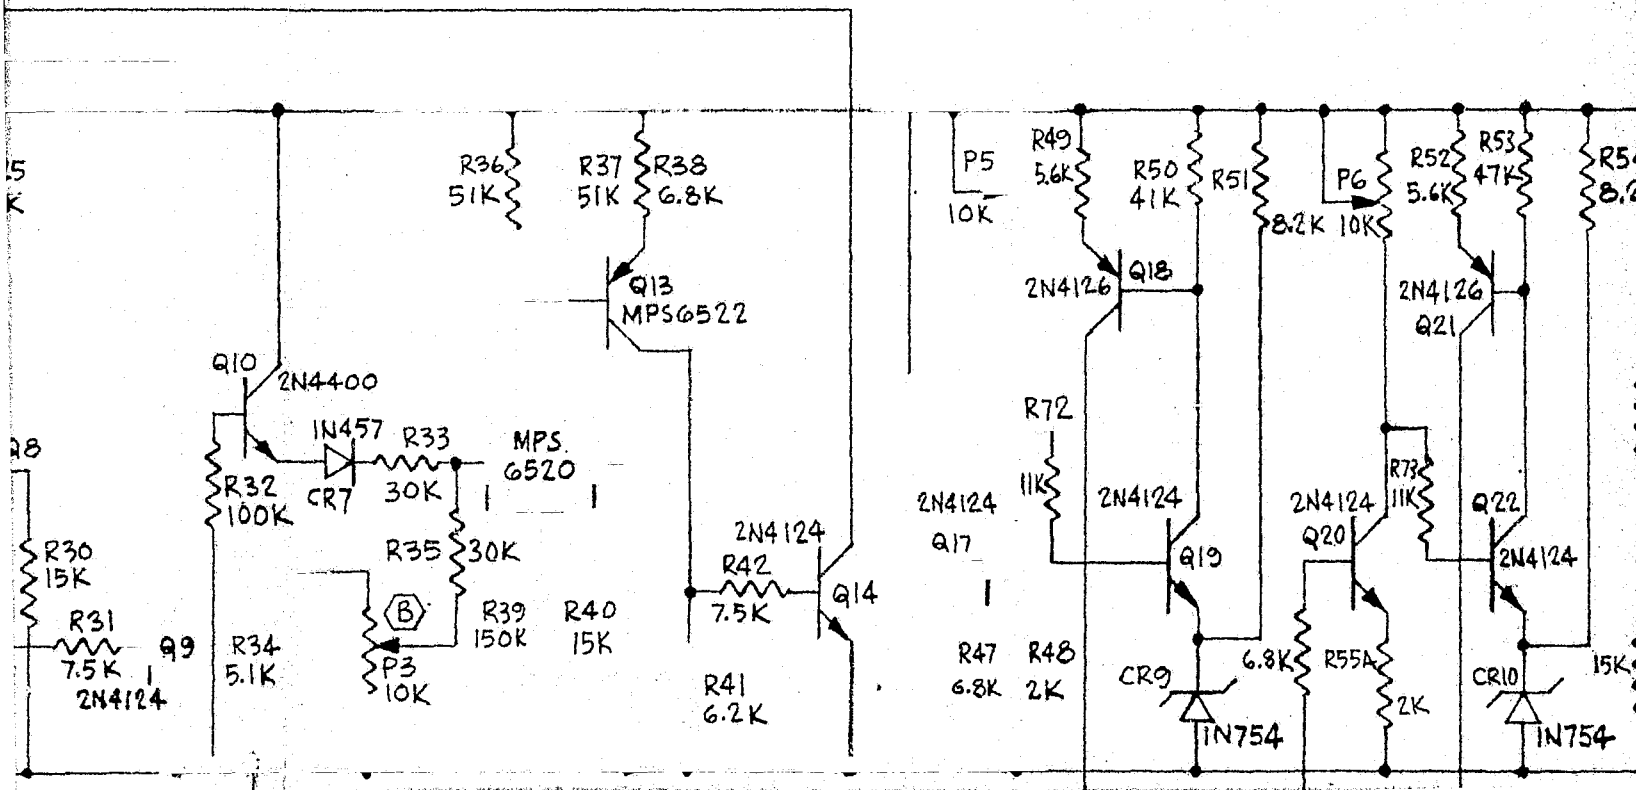 R36
51K
R37
51K
R38
6.8K
P5
10K
R49
5.6K
R50
41K
R51
8.2K
P6
10K
R52
5.6K
R53
47K
Q13
MPS6522
2N4126
Q18
2N4126
Q21
Q10
2N4400
1N457
CR7
R33
30K
MPS
6520
R32
100K
R72
11K
R73
11K
Q8
R30
15K
R31
7.5K
Q9
2N4124
R34
5.1K
R35
30K
B
P3
10K
R39
150K
R40
15K
R41
6.2K
2N4124
R42
7.5K
Q14
2N4124
Q17
2N4124
Q19
2N4124
Q20
Q22
2N4124
R47
6.8K
R48
2K
CR9
1N754
6.8K
R55A
2K
CR10
1N754
15K